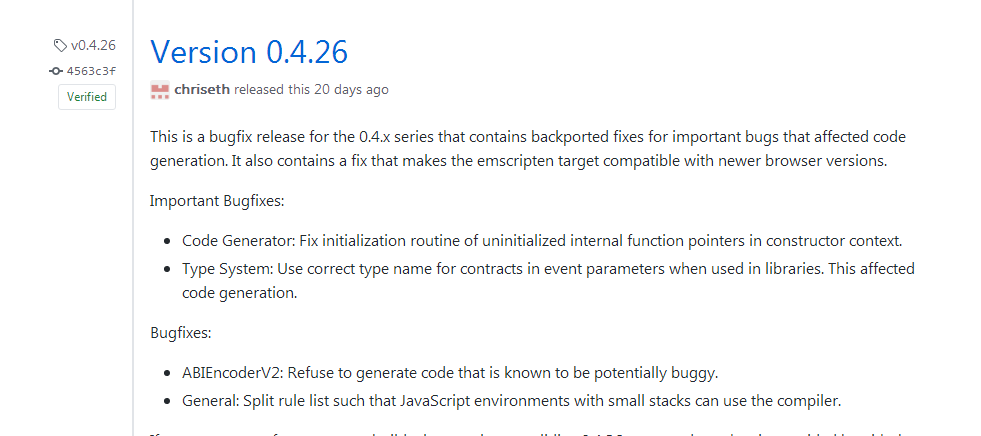 v0.4.26
4563c3f
Verified
Version 0.4.26
chriseth released this 20 days ago
This is a bugfix release for the 0.4.x series that contains backported fixes for important bugs that affected code
generation. It also contains a fix that makes the emscripten target compatible with newer browser versions.
Important Bugfixes:
• Code Generator: Fix initialization routine of uninitialized internal function pointers in constructor context.
• Type System: Use correct type name for contracts in event parameters when used in libraries. This affected
code generation.
Bugfixes:
• ABIEncoderV2: Refuse to generate code that is known to be potentially buggy.
• General: Split rule list such that JavaScript environments with small stacks can use the compiler.